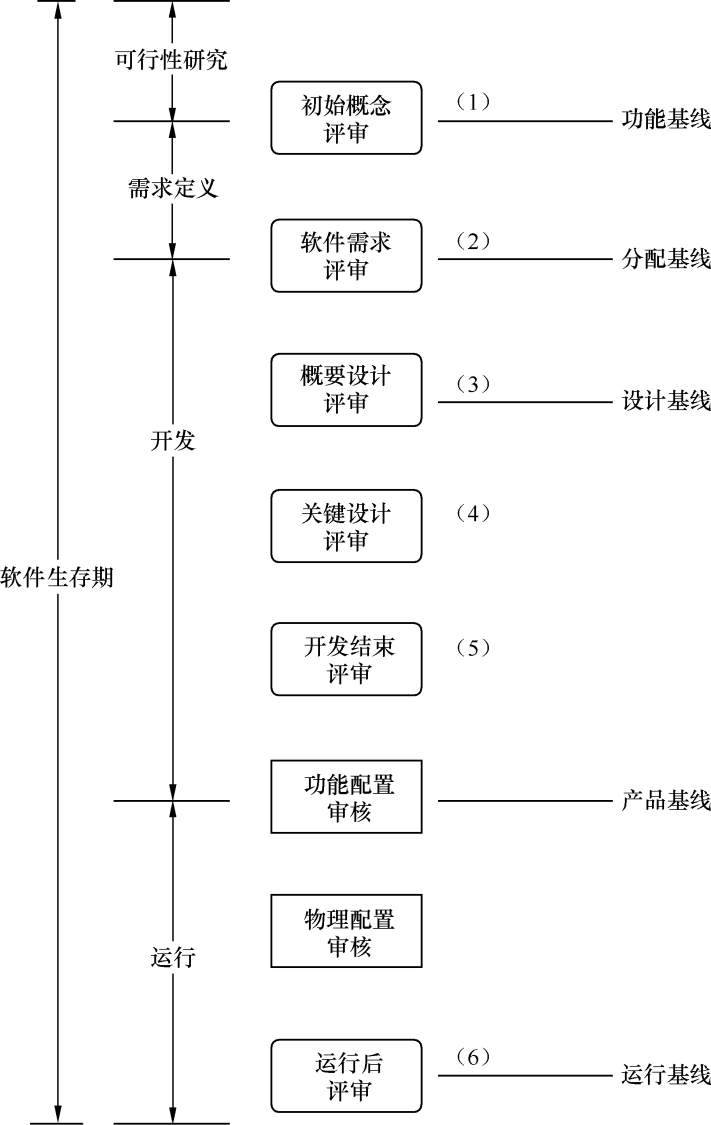 可行性研究
初始概念
评审
（1）
功能基线
需求定义
软件需求
评审
（2）
分配基线
概要设计
评审
（3）
设计基线
开发
关键设计
评审
（4）
软件生存期
开发结束
评审
（5）
功能配置
审核
产品基线
物理配置
审核
运行
运行后
评审
（6）
运行基线